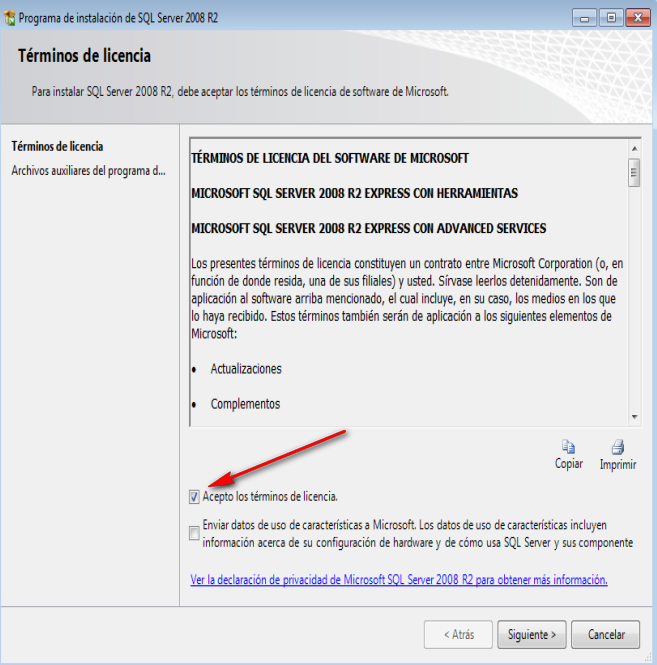 Programa de instalación de SQL Server 2008 R2
Términos de licencia
Para instalar SQL Server 2008 R2, debe aceptar los términos de licencia de software de Microsoft.
Términos de licencia
Archivos auxiliares del programa d...
TÉRMINOS DE LICENCIA DEL SOFTWARE DE MICROSOFT
MICROSOFT SQL SERVER 2008 R2 EXPRESS CON HERRAMIENTAS
MICROSOFT SQL SERVER 2008 R2 EXPRESS CON ADVANCED SERVICES
Los presentes términos de licencia constituyen un contrato entre Microsoft Corporation (o, en
función de donde resida, una de sus filiales) y usted. Sírvase leerlos detenidamente. Son de
aplicación al software arriba mencionado, el cual incluye, en su caso, los medios en los que
lo haya recibido. Estos términos también serán de aplicación a los siguientes elementos de
Microsoft:
• Actualizaciones
• Complementos
Copiar Imprimir
Acepto los términos de licencia.
Enviar datos de uso de características a Microsoft. Los datos de uso de características incluyen
información acerca de su configuración de hardware y de cómo usa SQL Server y sus componente
Ver la declaración de privacidad de Microsoft SQL Server 2008 R2 para obtener más información.
< Atrás Siguiente > Cancelar